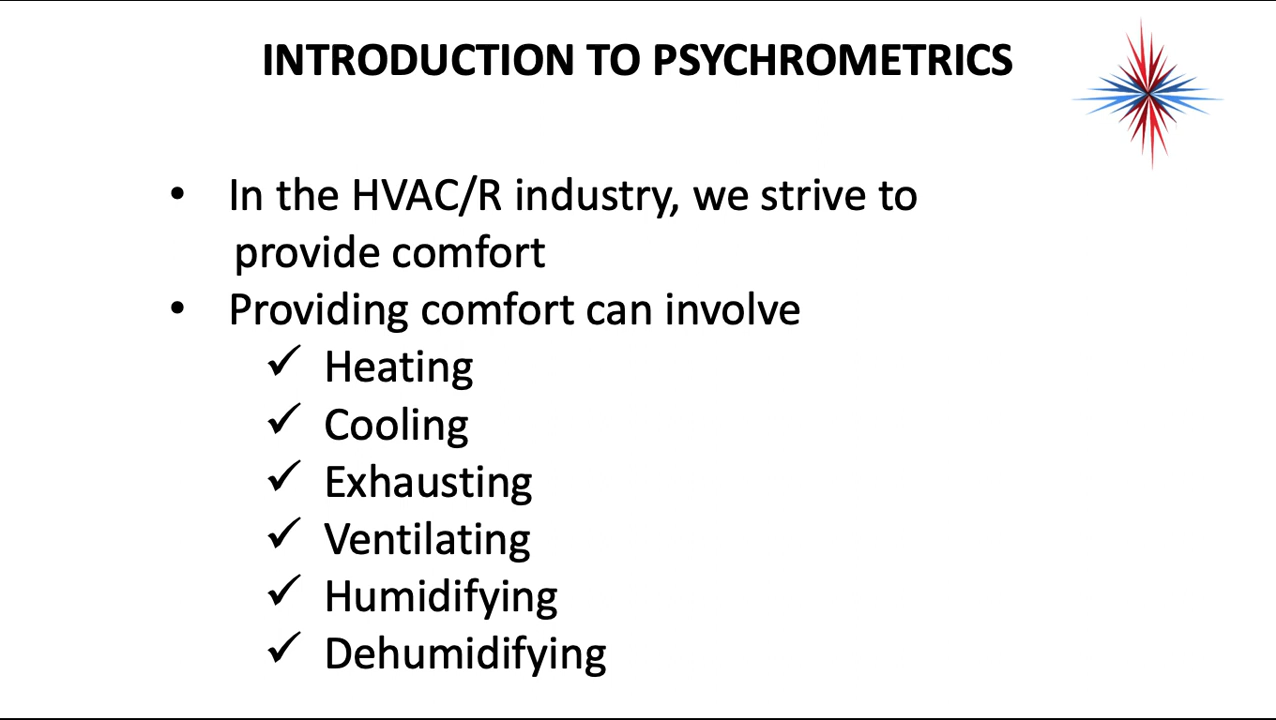 INTRODUCTION TO PSYCHROMETRICS
• In the HVAC/R industry, we strive to
provide comfort
• Providing comfort can involve
✓ Heating
✓ Cooling
✓ Exhausting
✓ Ventilating
✓ Humidifying
✓ Dehumidifying